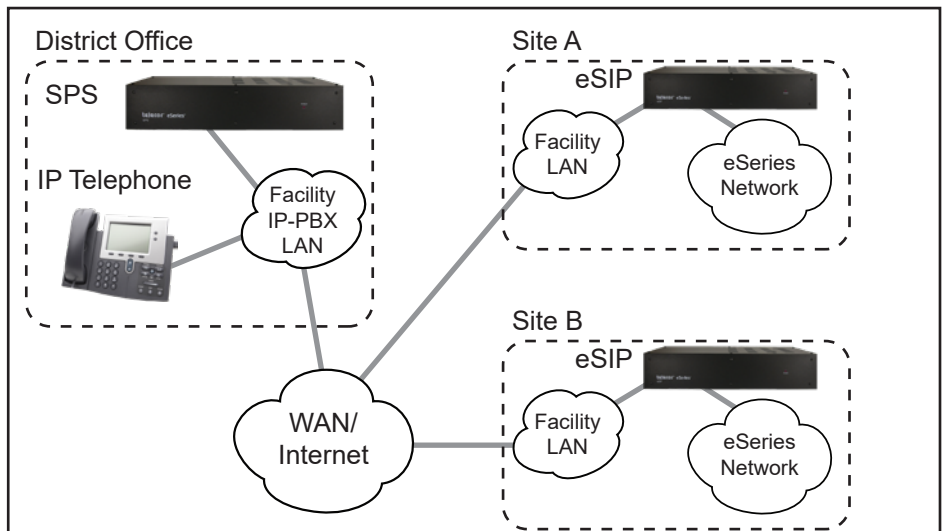 District Office
SPS
IP Telephone
Facility
IP-PBX
LAN
WAN/
Internet
Site A
eSIP
Facility
LAN
eSeries
Network
Site B
eSIP
Facility
LAN
eSeries
Network